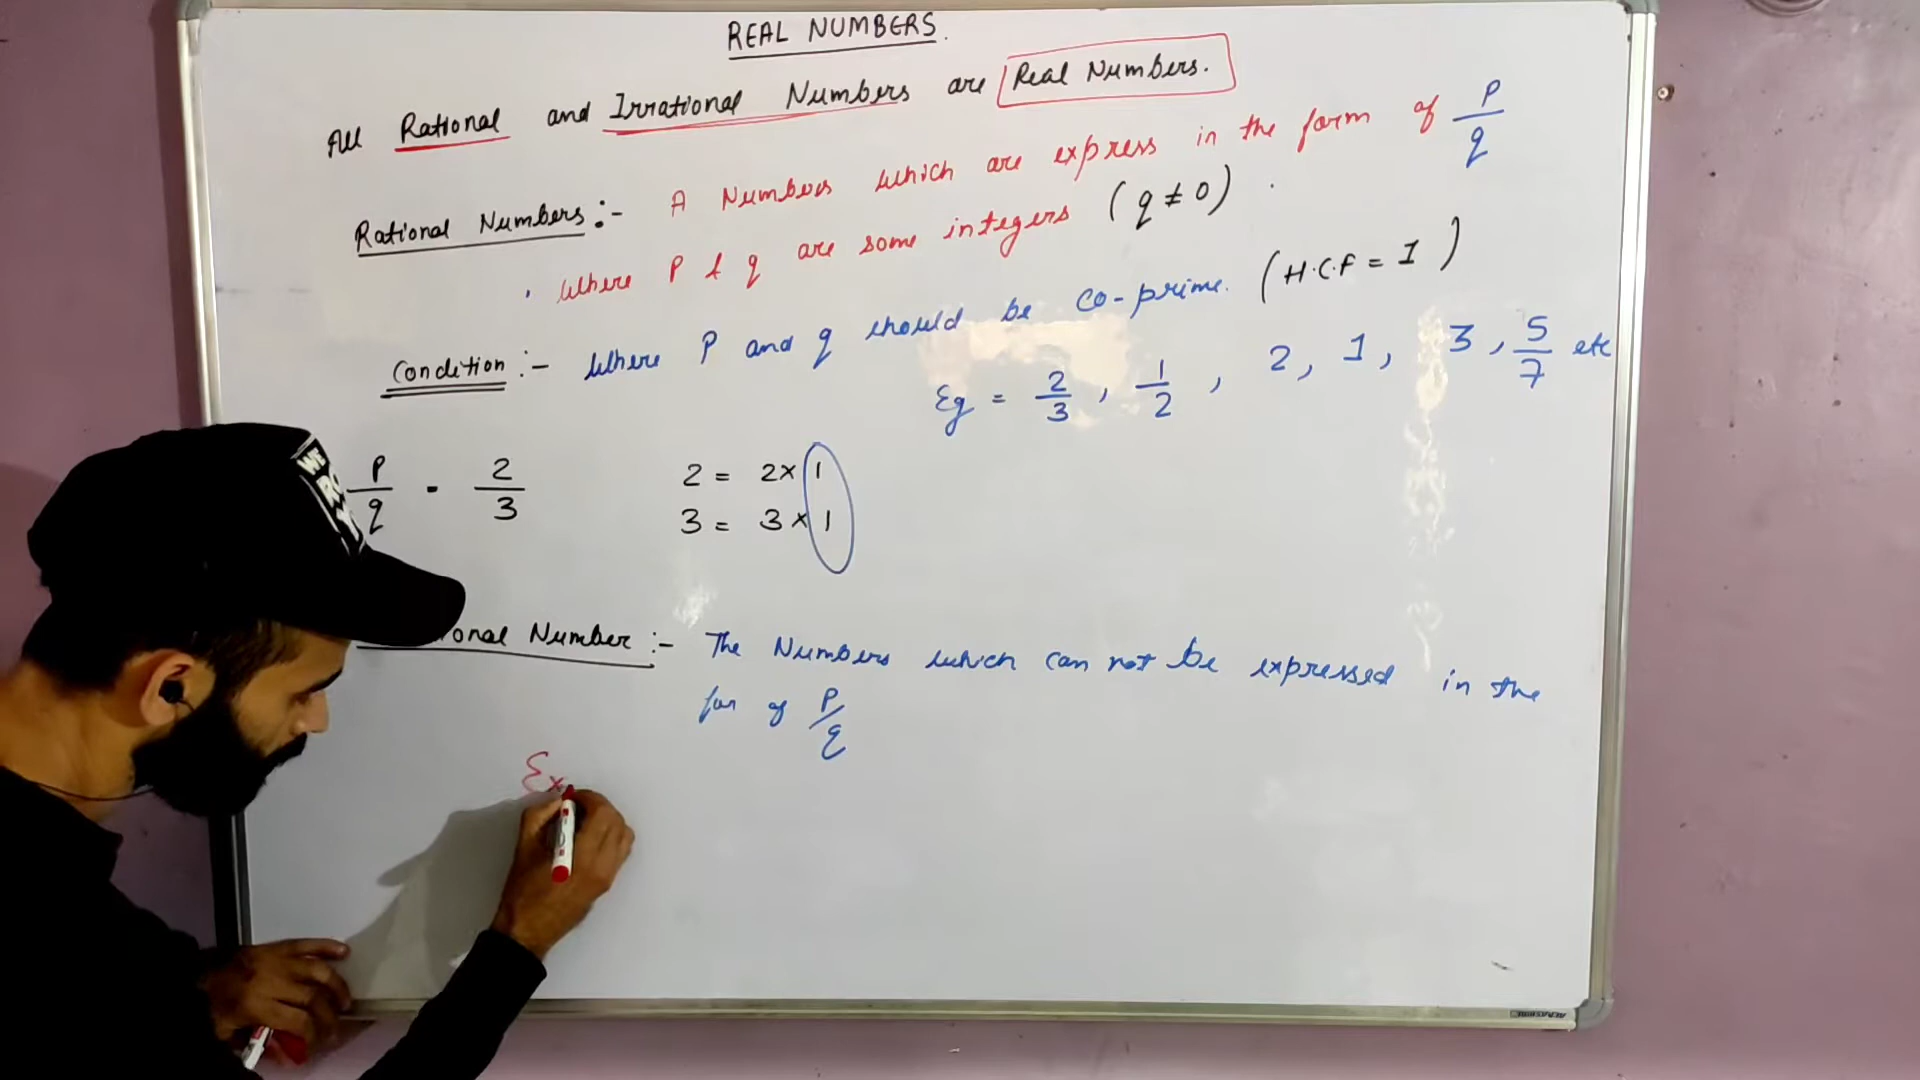 REAL NUMBERS.
All Rational and Irrational Numbers are Real Numbers.
Rational Numbers :- A Numbers which are express in the form of P/q
where P & q are some integers (q ≠ 0).
Condition :- Where P and q should be co-prime. (H.C.F = 1)
Eg = 2/3, 1/2, 2, 1, 3, 5/7 etc
P/q - 2/3
2 = 2 × 1
3 = 3 × 1
onal Number :- The Numbers which can not be expressed in the
for of P/q
Ex